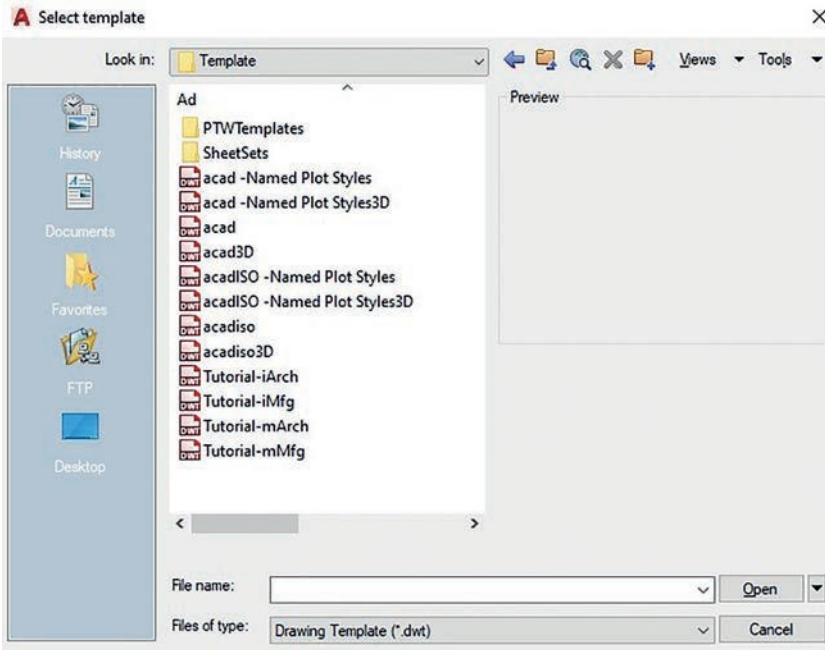 Select template
Look in:
Template
Views
Tools
History
Documents
Favorites
FTP
Desktop
Ad
PTWTemplates
SheetSets
acad -Named Plot Styles
acad -Named Plot Styles3D
acad
acad3D
acadISO -Named Plot Styles
acadISO -Named Plot Styles3D
acadiso
acadiso3D
Tutorial-iArch
Tutorial-iMfg
Tutorial-mArch
Tutorial-mMfg
Preview
File name:
Open
Files of type:
Drawing Template (*.dwt)
Cancel